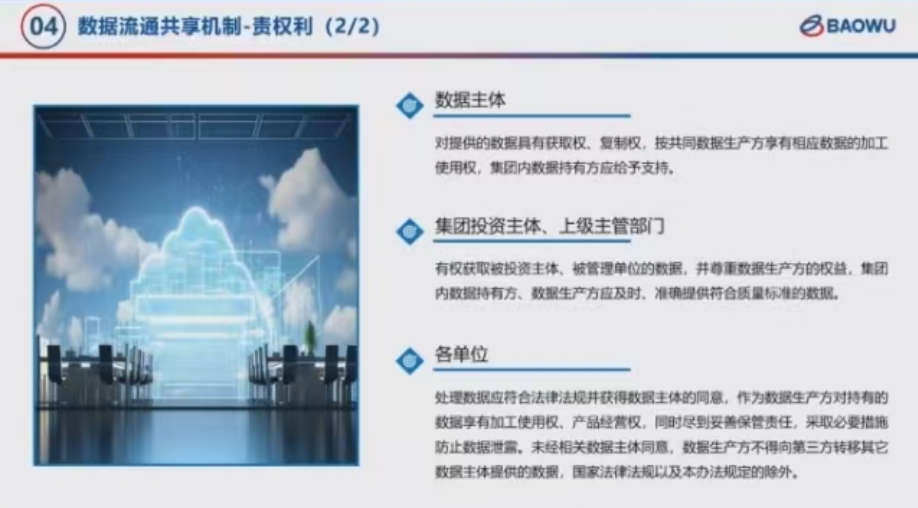 04 数据流通共享机制-责权利（2/2）
BAOWU
数据主体
对提供的数据具有获取权、复制权，按共同数据生产方享有相应数据的加工
使用权，集团内数据持有方应给予支持。
集团投资主体、上级主管部门
有权获取被投资主体、被管理单位的数据，并尊重数据生产方的权益，集团
内数据持有方、数据生产方应及时、准确提供符合质量标准的数据。
各单位
处理数据应符合法律法规并获得数据主体的同意，作为数据生产方对持有的
数据享有加工使用权、产品经营权，同时尽到妥善保管责任，采取必要措施
防止数据泄露。未经相关数据主体同意，数据生产方不得向第三方转移其它
数据主体提供的数据，国家法律法规以及本办法规定的除外。